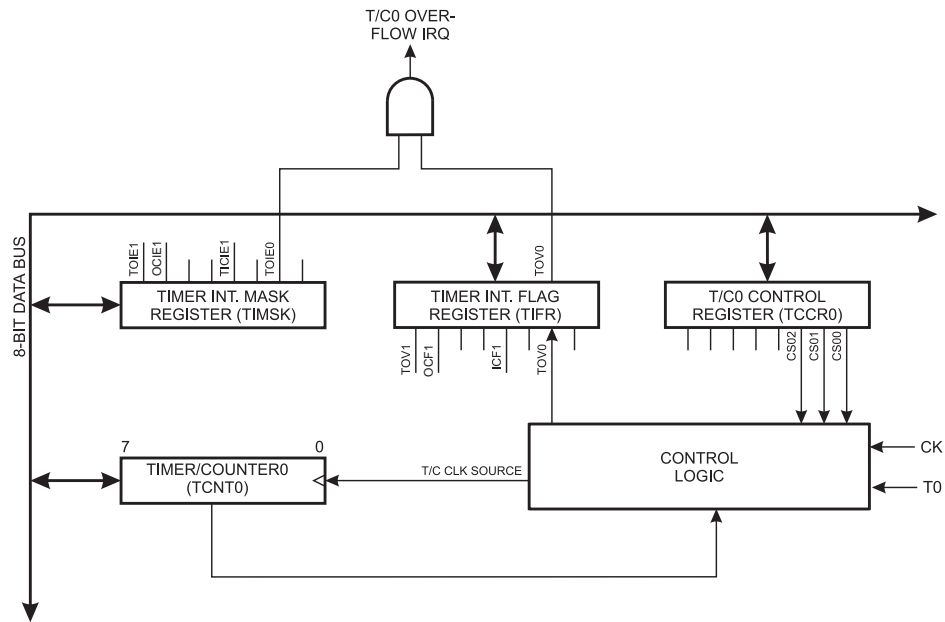 T/C0 OVER-
FLOW IRQ
8-BIT DATA BUS
TOIE1
OCIE1
TICIE1
TOIE0
TOV0
TIMER INT. MASK
REGISTER (TIMSK)
TIMER INT. FLAG
REGISTER (TIFR)
T/C0 CONTROL
REGISTER (TCCR0)
TOV1
OCF1
ICF1
TOV0
CS02
CS01
CS00
7
0
TIMER/COUNTER0
(TCNT0)
T/C CLK SOURCE
CONTROL
LOGIC
CK
T0